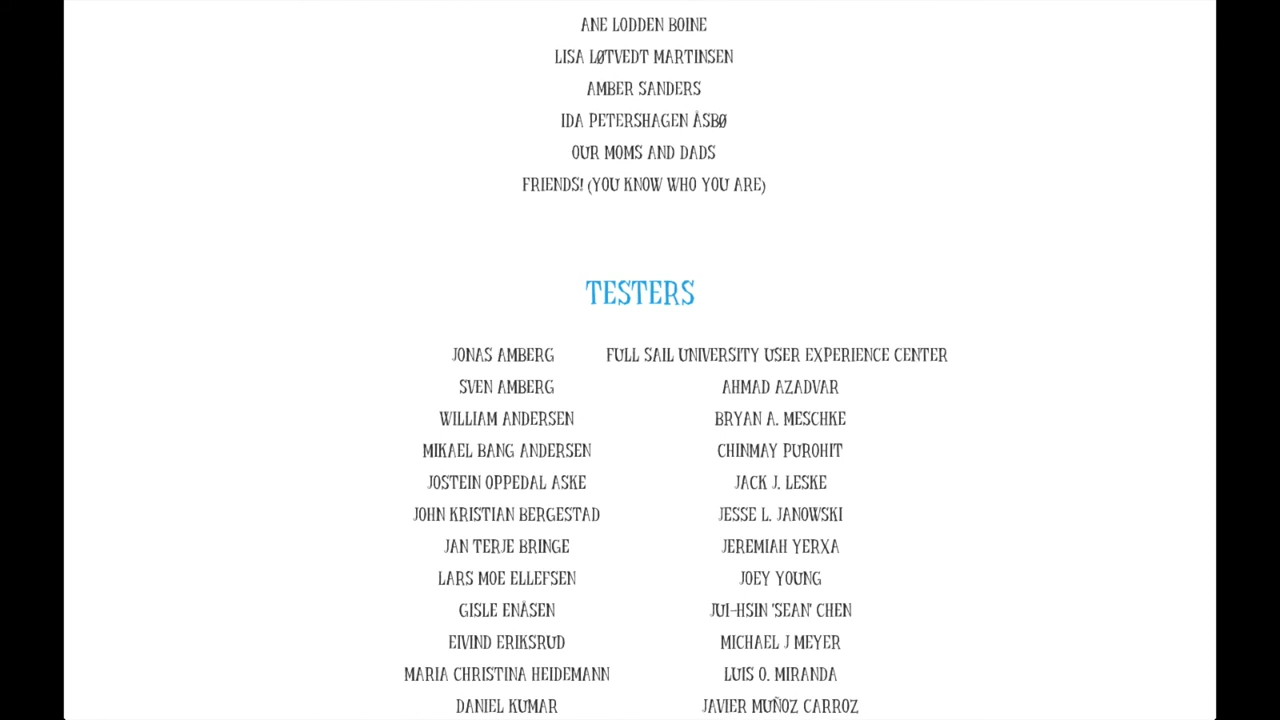 ANE LODDEN BOINE
LISA LØTVEDT MARTINSEN
AMBER SANDERS
IDA PETERSHAGEN ÅSBØ
OUR MOMS AND DADS
FRIENDS! (YOU KNOW WHO YOU ARE)
TESTERS
JONAS AMBERG
SVEN AMBERG
WILLIAM ANDERSEN
MIKAEL BANG ANDERSEN
JOSTEIN OPPEDAL ASKE
JOHN KRISTIAN BERGESTAD
JAN TERJE BRINGE
LARS MOE ELLEFSEN
GISLE ENÅSEN
EIVIND ERIKSRUD
MARIA CHRISTINA HEIDEMANN
DANIEL KUMAR
FULL SAIL UNIVERSITY USER EXPERIENCE CENTER
AHMAD AZADVAR
BRYAN A. MESCHKE
CHINMAY PUROHIT
JACK J. LESKE
JESSE L. JANOWSKI
JEREMIAH YERXA
JOEY YOUNG
JUI-HSIN 'SEAN' CHEN
MICHAEL J MEYER
LUIS O. MIRANDA
JAVIER MUÑOZ CARROZ